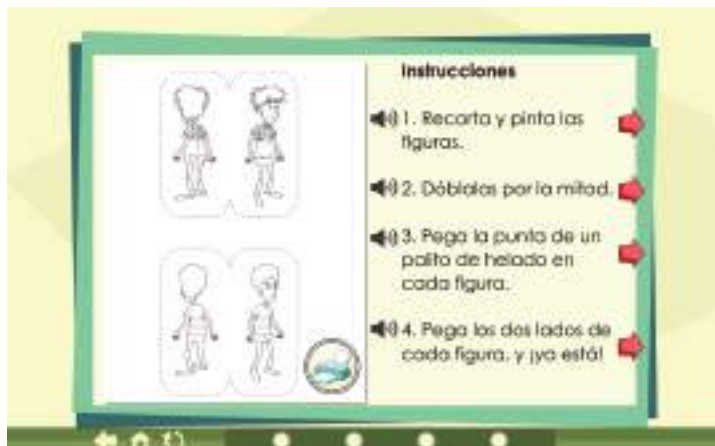 Instrucciones
1. Recorta y pinta las
figuras.
2. Dóblalas por la mitad.
3. Pega la punta de un
palito de helado en
cada figura.
4. Pega los dos lados de
cada figura, y ¡ya está!